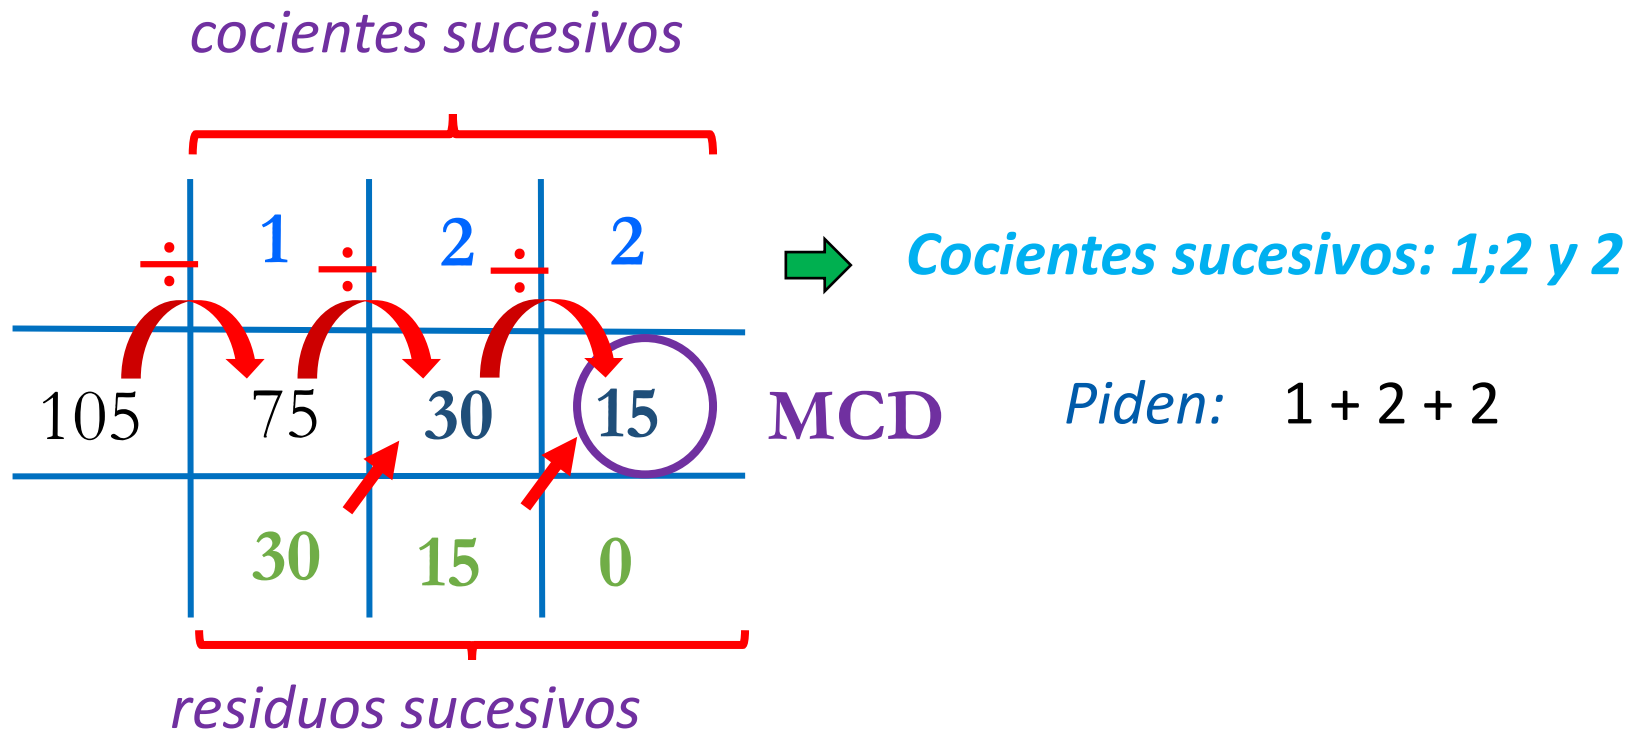 cocientes sucesivos
÷ 1 ÷ 2 ÷ 2
Cocientes sucesivos: 1;2 y 2
105 75 30 15 MCD
Piden: 1 + 2 + 2
30 15 0
residuos sucesivos